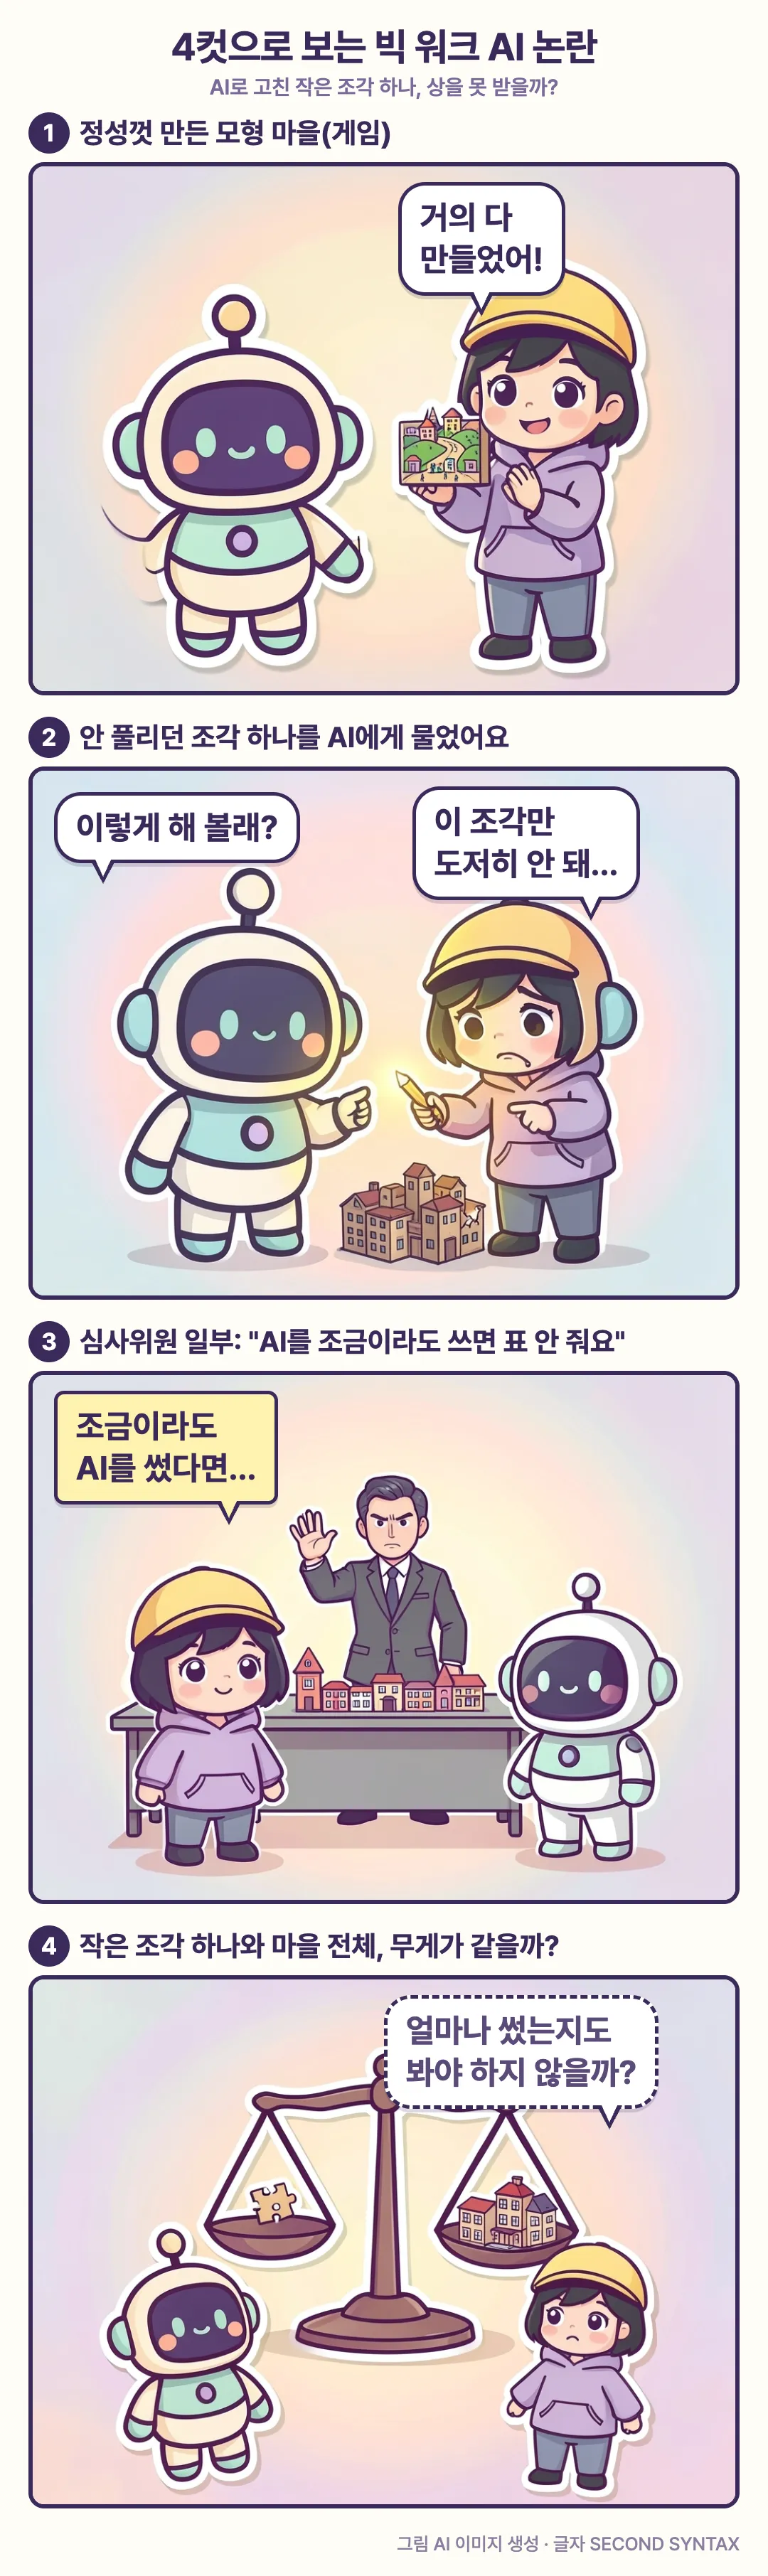 4컷으로 보는 빅 워크 AI 논란
AI로 고친 작은 조각 하나, 상을 못 받을까?
1 정성껏 만든 모형 마을(게임)
거의 다
만들었어!
2 안 풀리던 조각 하나를 AI에게 물었어요
이렇게 해 볼래?
이 조각만
도저히 안 돼...
3 심사위원 일부: "AI를 조금이라도 쓰면 표 안 줘요"
조금이라도
AI를 썼다면...
4 작은 조각 하나와 마을 전체, 무게가 같을까?
얼마나 썼는지도
봐야 하지 않을까?
그림 AI 이미지 생성 · 글자 SECOND SYNTAX